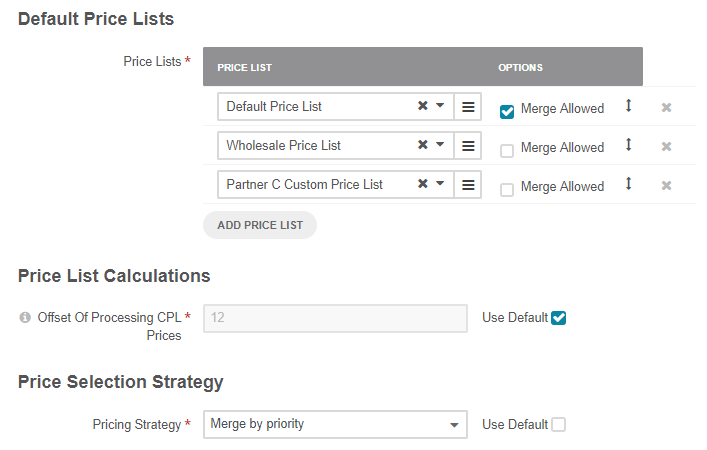 Default Price Lists
Price Lists *
PRICE LIST OPTIONS
Default Price List Merge Allowed
Wholesale Price List Merge Allowed
Partner C Custom Price List Merge Allowed
ADD PRICE LIST
Price List Calculations
Offset Of Processing CPL * 12 Use Default
Prices
Price Selection Strategy
Pricing Strategy * Merge by priority Use Default